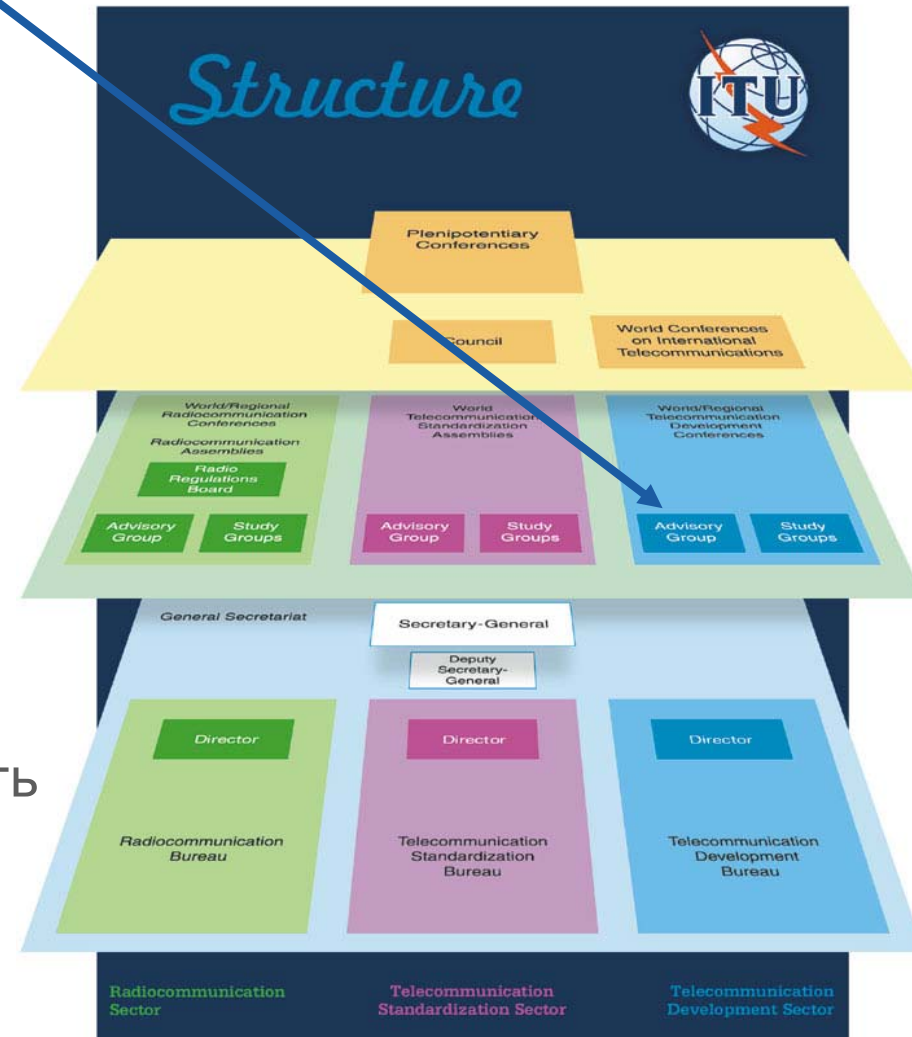 Structure
ITU
Plenipotentiary
Conferences
Council
World Conferences
on International
Telecommunications
World/Regional
Radiocommunication
Conferences
Radiocommunication
Assemblies
Radio
Regulations
Board
Advisory
Group
Study
Groups
World
Telecommunication
Standardization
Assemblies
Advisory
Group
Study
Groups
World/Regional
Telecommunication
Development
Conferences
Advisory
Group
Study
Groups
General Secretariat
Secretary-General
Deputy
Secretary-
General
Director
Radiocommunication
Bureau
Director
Telecommunication
Standardization
Bureau
Director
Telecommunication
Development
Bureau
ть
Radiocommunication
Sector
Telecommunication
Standardization Sector
Telecommunication
Development Sector